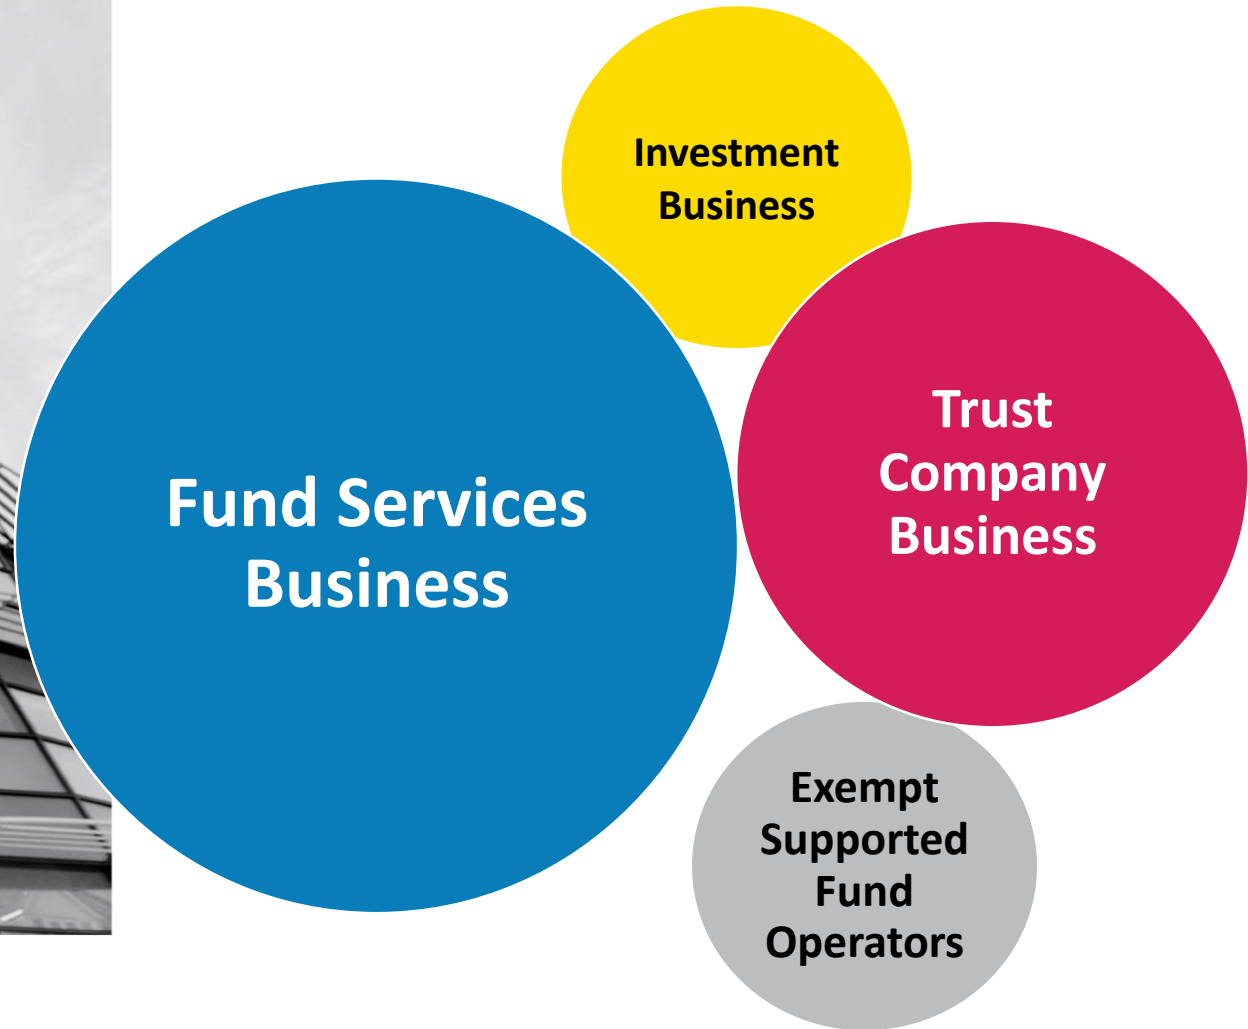 Investment
Business
Fund Services
Business
Trust
Company
Business
Exempt
Supported
Fund
Operators